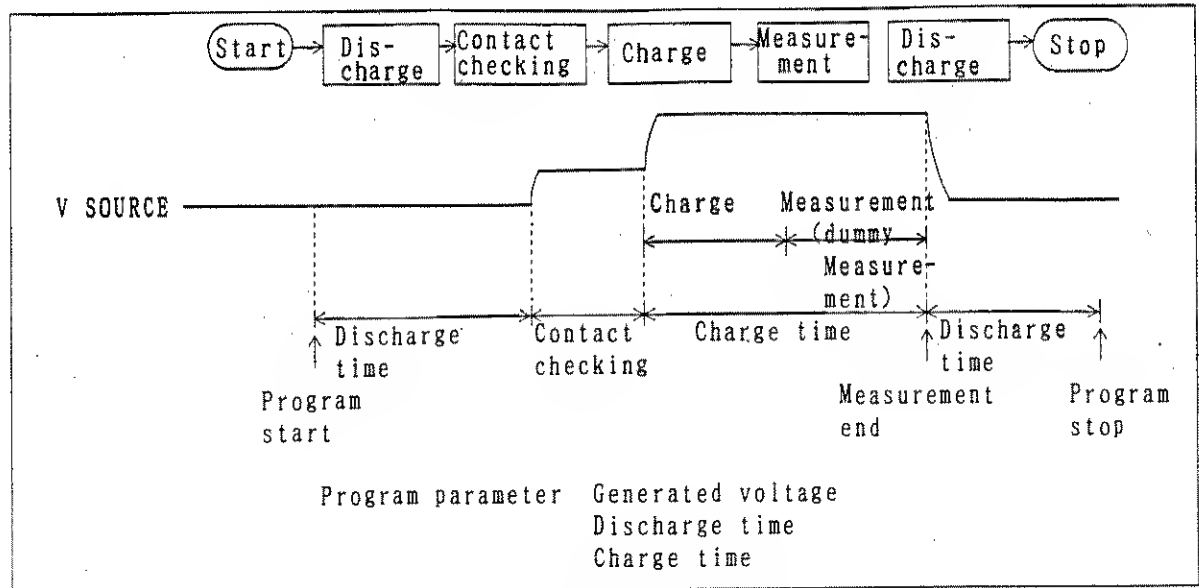 Start
Dis-
charge
Contact
checking
Charge
Measure-
ment
Dis-
charge
Stop
V SOURCE
Charge
Measurement
(dummy
Measure-
ment)
Discharge
time
Contact
checking
Charge time
Discharge
time
Program
start
Measurement
end
Program
stop
Program parameter Generated voltage
Discharge time
Charge time